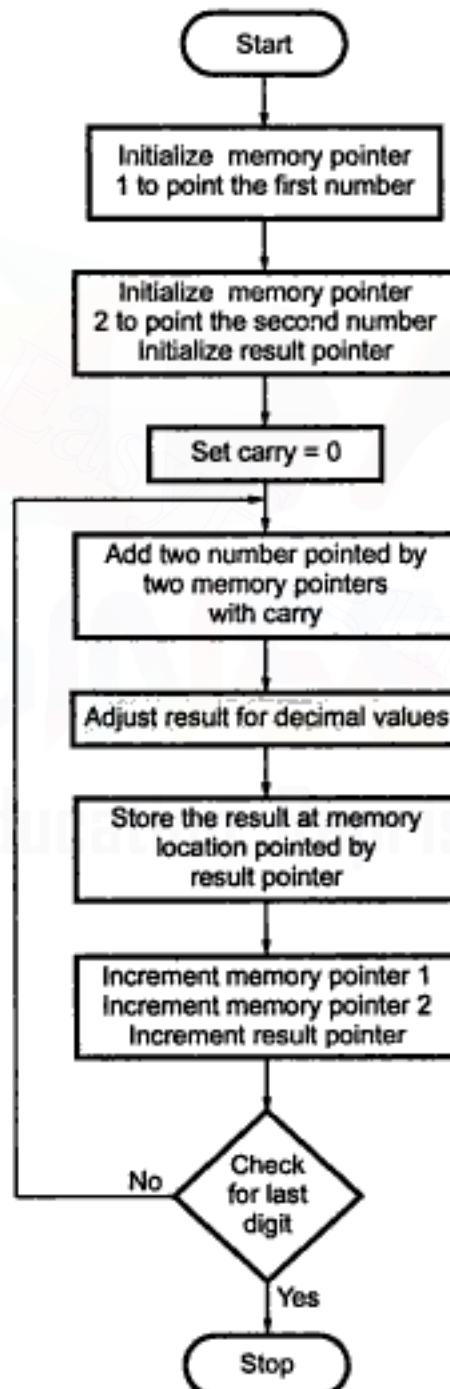 Start
Initialize memory pointer
1 to point the first number
Initialize memory pointer
2 to point the second number
Initialize result pointer
Set carry = 0
Add two number pointed by
two memory pointers
with carry
Adjust result for decimal values
Store the result at memory
location pointed by
result pointer
Increment memory pointer 1
Increment memory pointer 2
Increment result pointer
Check
for last
digit
No
Yes
Stop